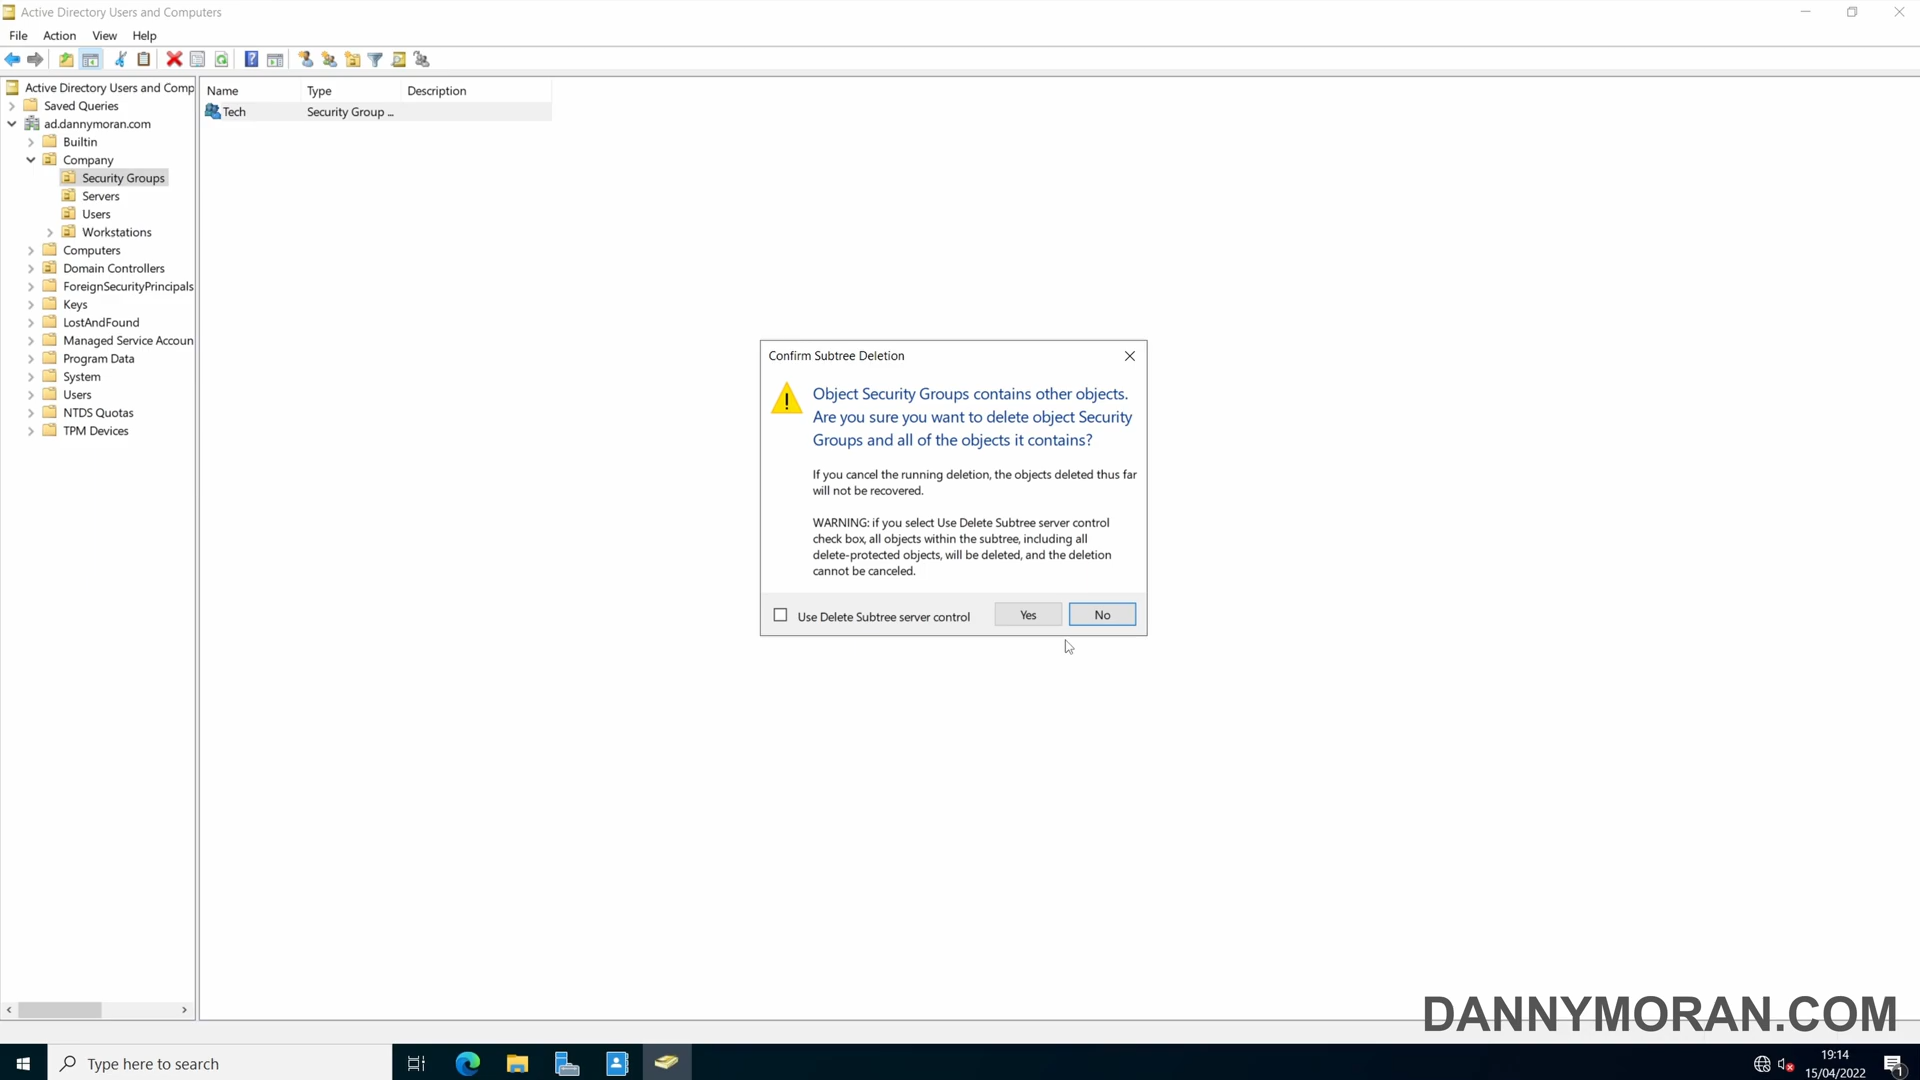 Active Directory Users and Computers
File Action View Help
Active Directory Users and Comp
Saved Queries
ad.dannymoran.com
Builtin
Company
Security Groups
Servers
Users
Workstations
Computers
Domain Controllers
ForeignSecurityPrincipals
Keys
LostAndFound
Managed Service Accoun
Program Data
System
Users
NTDS Quotas
TPM Devices
Name Type Description
Tech Security Group ...
Confirm Subtree Deletion
Object Security Groups contains other objects.
Are you sure you want to delete object Security
Groups and all of the objects it contains?
If you cancel the running deletion, the objects deleted thus far
will not be recovered.
WARNING: if you select Use Delete Subtree server control
check box, all objects within the subtree, including all
delete-protected objects, will be deleted, and the deletion
cannot be canceled.
Use Delete Subtree server control Yes No
DANNYMORAN.COM
Type here to search
19:14
15/04/2022
1